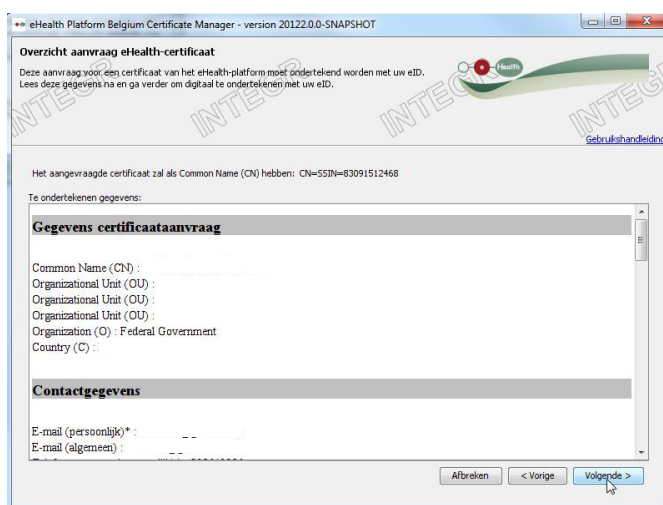 eHealth Platform Belgium Certificate Manager - version 20122.0.0-SNAPSHOT
Overzicht aanvraag eHealth-certificaat
Deze aanvraag voor een certificaat van het eHealth-platform moet ondertekend worden met uw eID.
Lees deze gegevens na en ga verder om digitaal te ondertekenen met uw eID.
Health
INTEGR
INTEGR
INTEGR
INTEGR
Gebruikshandleiding
Het aangevraagde certificaat zal als Common Name (CN) hebben: CN=SSIN=83091512468
Te ondertekenen gegevens:
Gegevens certificaataanvraag
Common Name (CN) :
Organizational Unit (OU) :
Organizational Unit (OU) :
Organizational Unit (OU) :
Organization (O) : Federal Government
Country (C) :
Contactgegevens
E-mail (persoonlijk)* :
E-mail (algemeen) :
Afbreken
< Vorige
Volgende >